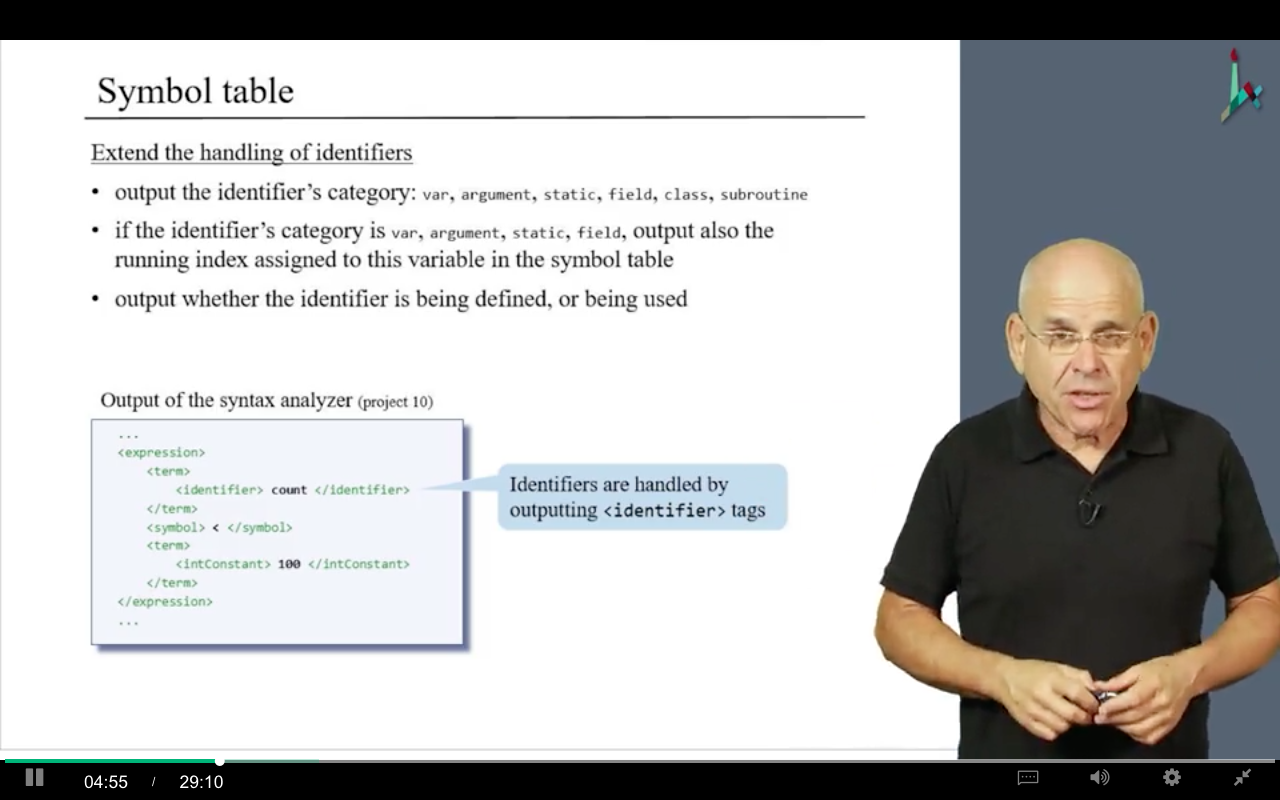 Symbol table
Extend the handling of identifiers
• output the identifier’s category: var, argument, static, field, class, subroutine
• if the identifier’s category is var, argument, static, field, output also the
running index assigned to this variable in the symbol table
• output whether the identifier is being defined, or being used
Output of the syntax analyzer (project 10)
...
<expression>
<term>
<identifier> count </identifier>
</term>
<symbol> < </symbol>
<term>
<intConstant> 100 </intConstant>
</term>
</expression>
...
Identifiers are handled by
outputting <identifier> tags
04:55 / 29:10